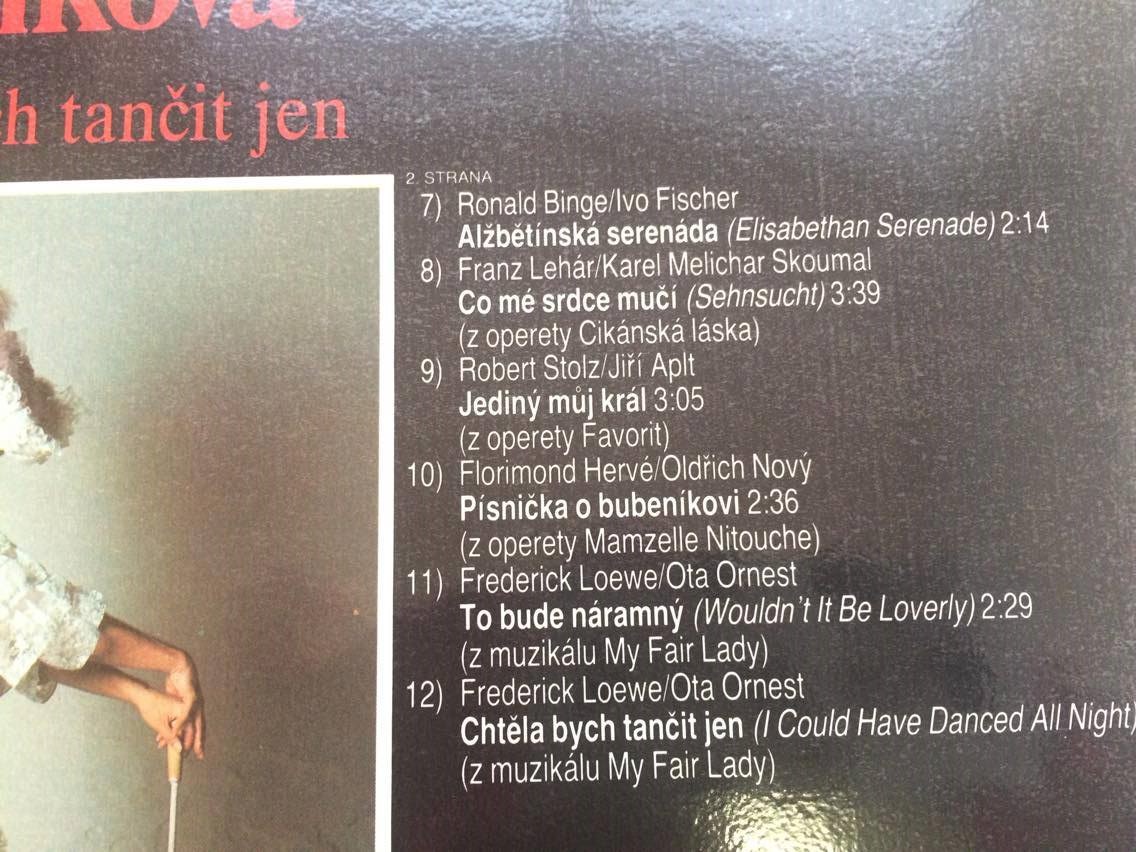 ch tančit jen
2. STRANA
7) Ronald Binge/Ivo Fischer
Alžbětínská serenáda (Elisabethan Serenade) 2:14
8) Franz Lehár/Karel Melichar Skoumal
Co mé srdce mučí (Sehnsucht) 3:39
(z operety Cikánská láska)
9) Robert Stolz/Jiří Aplt
Jediný můj král 3:05
(z operety Favorit)
10) Florimond Hervé/Oldřich Nový
Písnička o bubeníkovi 2:36
(z operety Mamzelle Nitouche)
11) Frederick Loewe/Ota Ornest
To bude náramný (Wouldn't It Be Loverly) 2:29
(z muzikálu My Fair Lady)
12) Frederick Loewe/Ota Ornest
Chtěla bych tančit jen (I Could Have Danced All Night)
(z muzikálu My Fair Lady)